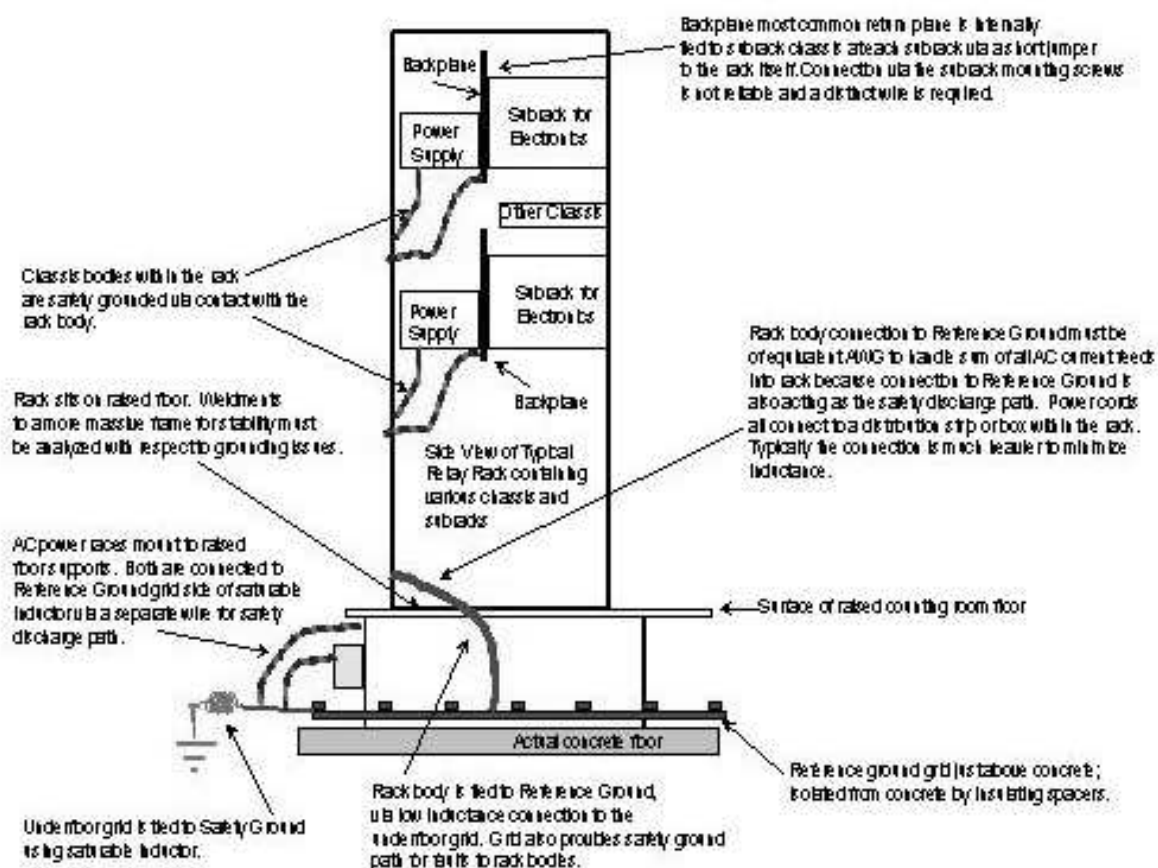 Backplane most common return plane is internally
tied to subrack chassis at each subrack via a short jumper
to the rack itself. Connection via the subrack mounting screws
is not reliable and a distinct wire is required.
Backplane
Subrack for
Electronics
Power
Supply
Other Chassis
Chassis bodies within the rack
are safety grounded via contact with the
rack body.
Subrack for
Electronics
Power
Supply
Rack body connection to Reference Ground must be
of equivalent AWG to handle sum of all AC current feeds
into rack because connection to Reference Ground is
also acting as the safety discharge path. Power cords
all connect to a distribution strip or box within the rack.
Typically the connection is much heavier to minimize
inductance.
Backplane
Rack sits on raised floor. Weldments
to a more massive frame for stability must
be analyzed with respect to grounding issues.
Side View of Typical
Relay Rack containing
various chassis and
subracks
AC power races mount to raised
floor supports. Both are connected to
Reference Ground grid side of saturable
inductor via a separate wire for safety
discharge path.
Surface of raised counting room floor
Actual concrete floor
Reference ground grid just above concrete;
isolated from concrete by insulating spacers.
Rack body is tied to Reference Ground,
via low inductance connection to the
underfloor grid. Grid also provides safety ground
path for faults to rack bodies.
Underfloor grid is tied to Safety Ground
using saturable inductor.